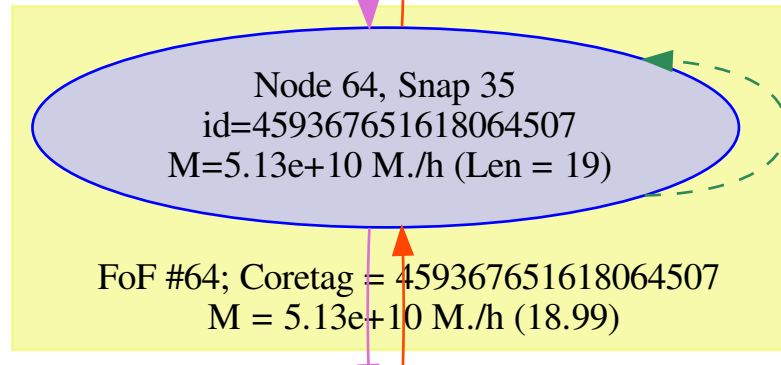 Node 64, Snap 35
id=459367651618064507
M=5.13e+10 M./h (Len = 19)
FoF #64; Coretag = 459367651618064507
M = 5.13e+10 M./h (18.99)